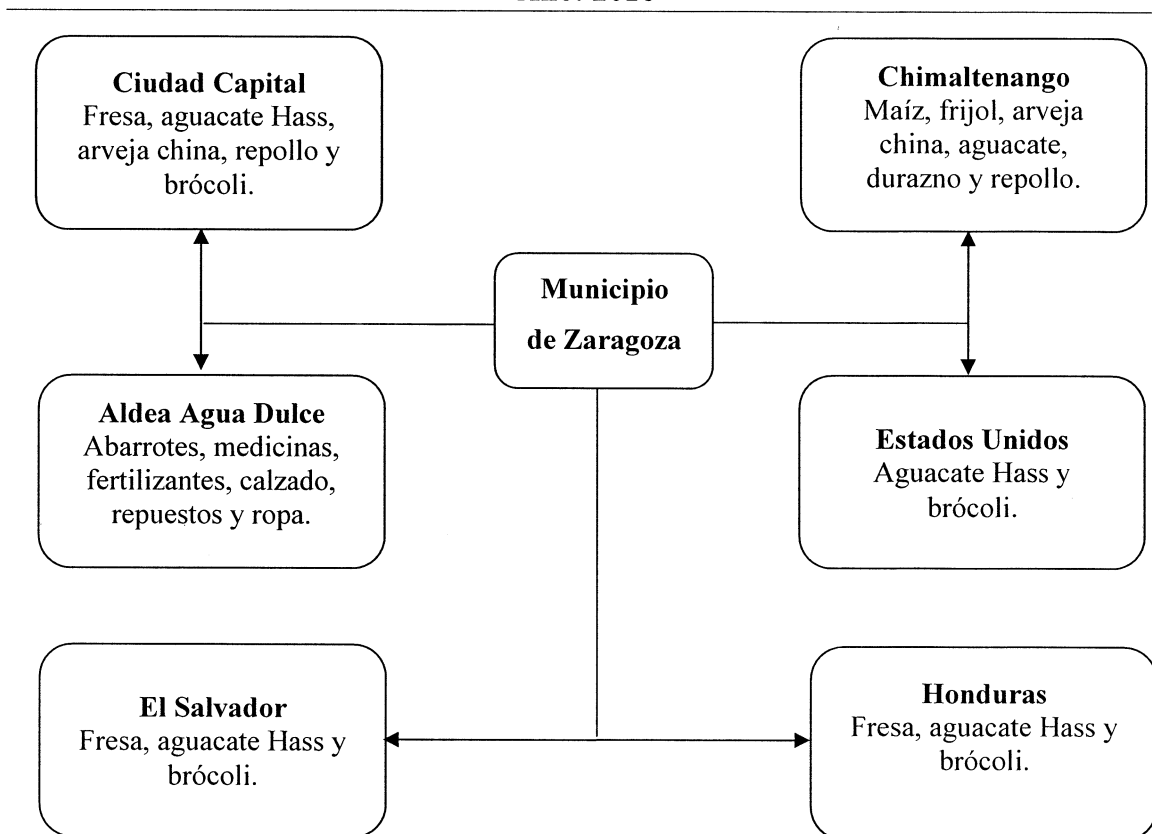 Ciudad Capital
Fresa, aguacate Hass,
arveja china, repollo y
brócoli.
Chimaltenango
Maíz, frijol, arveja
china, aguacate,
durazno y repollo.
Municipio
de Zaragoza
Aldea Agua Dulce
Abarrotes, medicinas,
fertilizantes, calzado,
repuestos y ropa.
Estados Unidos
Aguacate Hass y
brócoli.
El Salvador
Fresa, aguacate Hass y
brócoli.
Honduras
Fresa, aguacate Hass y
brócoli.